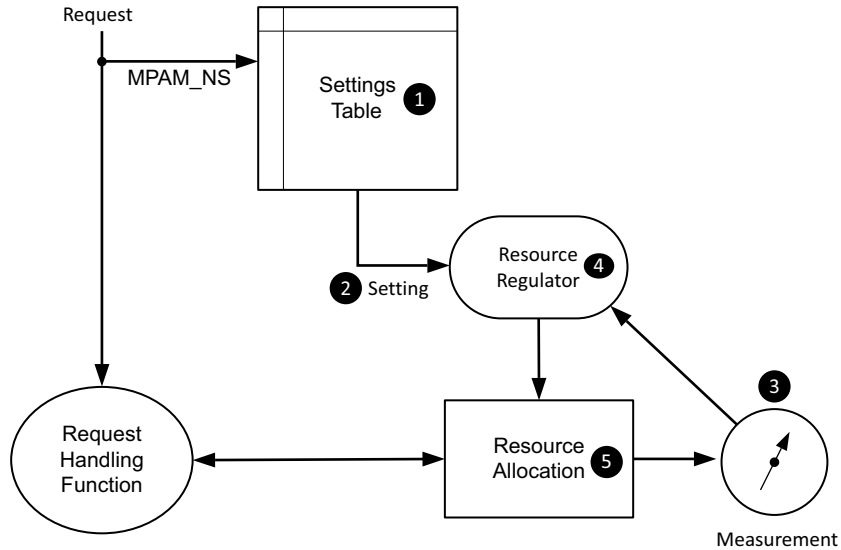 Request
MPAM_NS
Settings
Table
1
2 Setting
Resource
Regulator
4
3
Request
Handling
Function
Resource
Allocation
5
Measurement